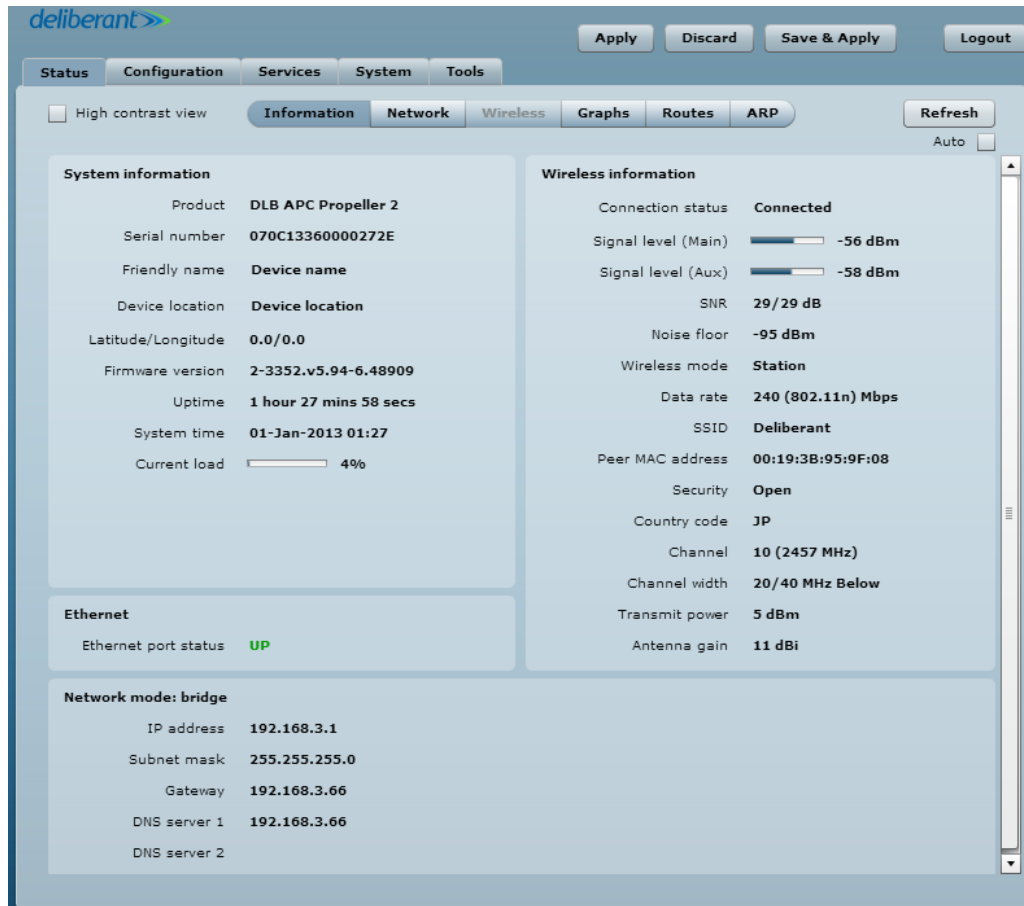 deliberant
Apply Discard Save & Apply Logout
Status Configuration Services System Tools
High contrast view Information Network Wireless Graphs Routes ARP Refresh
Auto
System information
Product DLB APC Propeller 2
Serial number 070C13360000272E
Friendly name Device name
Device location Device location
Latitude/Longitude 0.0/0.0
Firmware version 2-3352.v5.94-6.48909
Uptime 1 hour 27 mins 58 secs
System time 01-Jan-2013 01:27
Current load 4%
Wireless information
Connection status Connected
Signal level (Main) -56 dBm
Signal level (Aux) -58 dBm
SNR 29/29 dB
Noise floor -95 dBm
Wireless mode Station
Data rate 240 (802.11n) Mbps
SSID Deliberant
Peer MAC address 00:19:3B:95:9F:08
Security Open
Country code JP
Channel 10 (2457 MHz)
Channel width 20/40 MHz Below
Transmit power 5 dBm
Antenna gain 11 dBi
Ethernet
Ethernet port status UP
Network mode: bridge
IP address 192.168.3.1
Subnet mask 255.255.255.0
Gateway 192.168.3.66
DNS server 1 192.168.3.66
DNS server 2